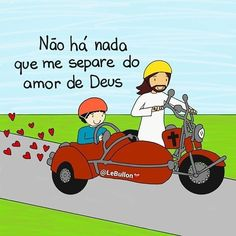 Não há nada
que me separe do
amor de Deus
@LeBullon